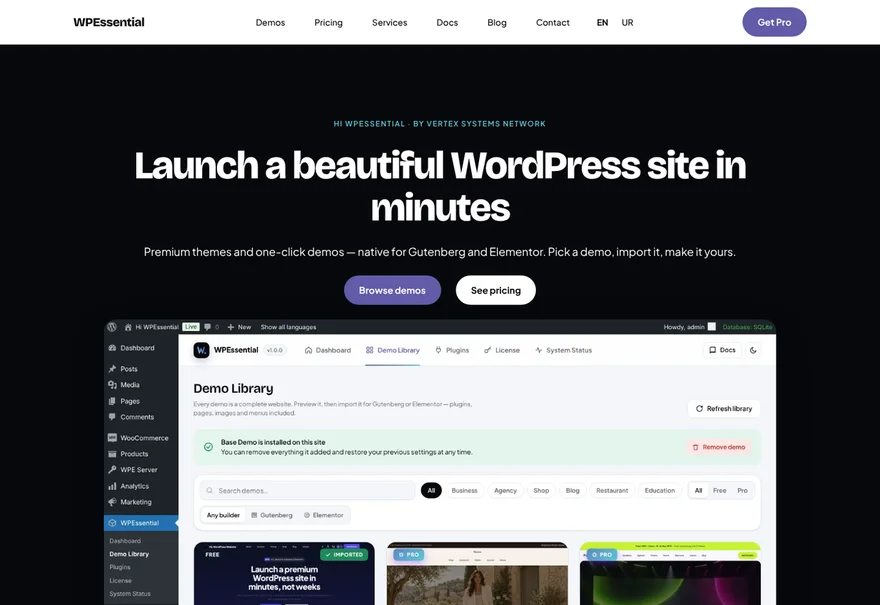 WPEssential
Demos Pricing Services Docs Blog Contact EN UR
Get Pro
HI WPESSENTIAL · BY VERTEX SYSTEMS NETWORK
Launch a beautiful WordPress site in
minutes
Premium themes and one-click demos — native for Gutenberg and Elementor. Pick a demo, import it, make it yours.
Browse demos
See pricing
Hi WPEssential Live 0 New Show all languages
Howdy, admin Database: SQLite
Dashboard
Posts
Media
Pages
Comments
WooCommerce
Products
WPE Server
Analytics
Marketing
WPEssential
Dashboard
Demo Library
Plugins
License
System Status
WPEssential v1.0.0 Dashboard Demo Library Plugins License System Status
Docs
Demo Library
Every demo is a complete website. Preview it, then import it for Gutenberg or Elementor — plugins,
pages, images and menus included.
Refresh library
Base Demo is installed on this site
You can remove everything it added and restore your previous settings at any time.
Remove demo
Search demos...
All Business Agency Shop Blog Restaurant Education All Free Pro
Any builder Gutenberg Elementor
FREE
IMPORTED
Launch a premium
WordPress site in
minutes, not weeks
PRO
PRO